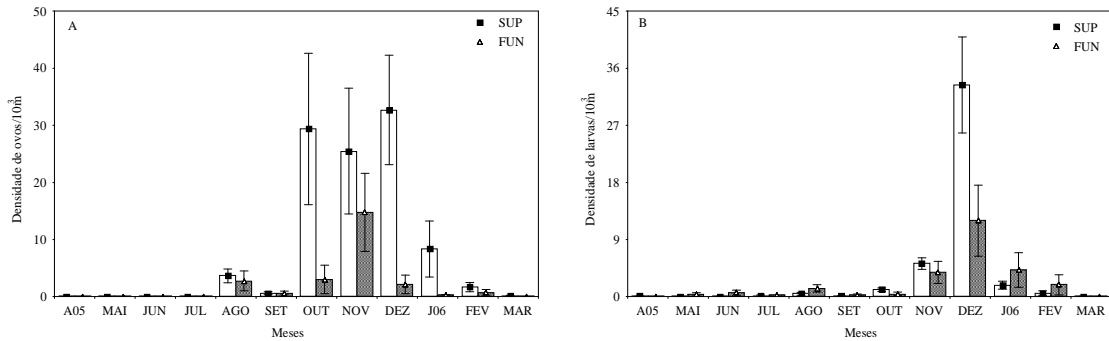 A
SUP
FUN
Densidade de ovos/10m³
50
40
30
20
10
0
A05 MAI JUN JUL AGO SET OUT NOV DEZ J06 FEV MAR
Meses
B
SUP
FUN
Densidade de larvas/10m³
45
36
27
18
9
0
A05 MAI JUN JUL AGO SET OUT NOV DEZ J06 FEV MAR
Meses